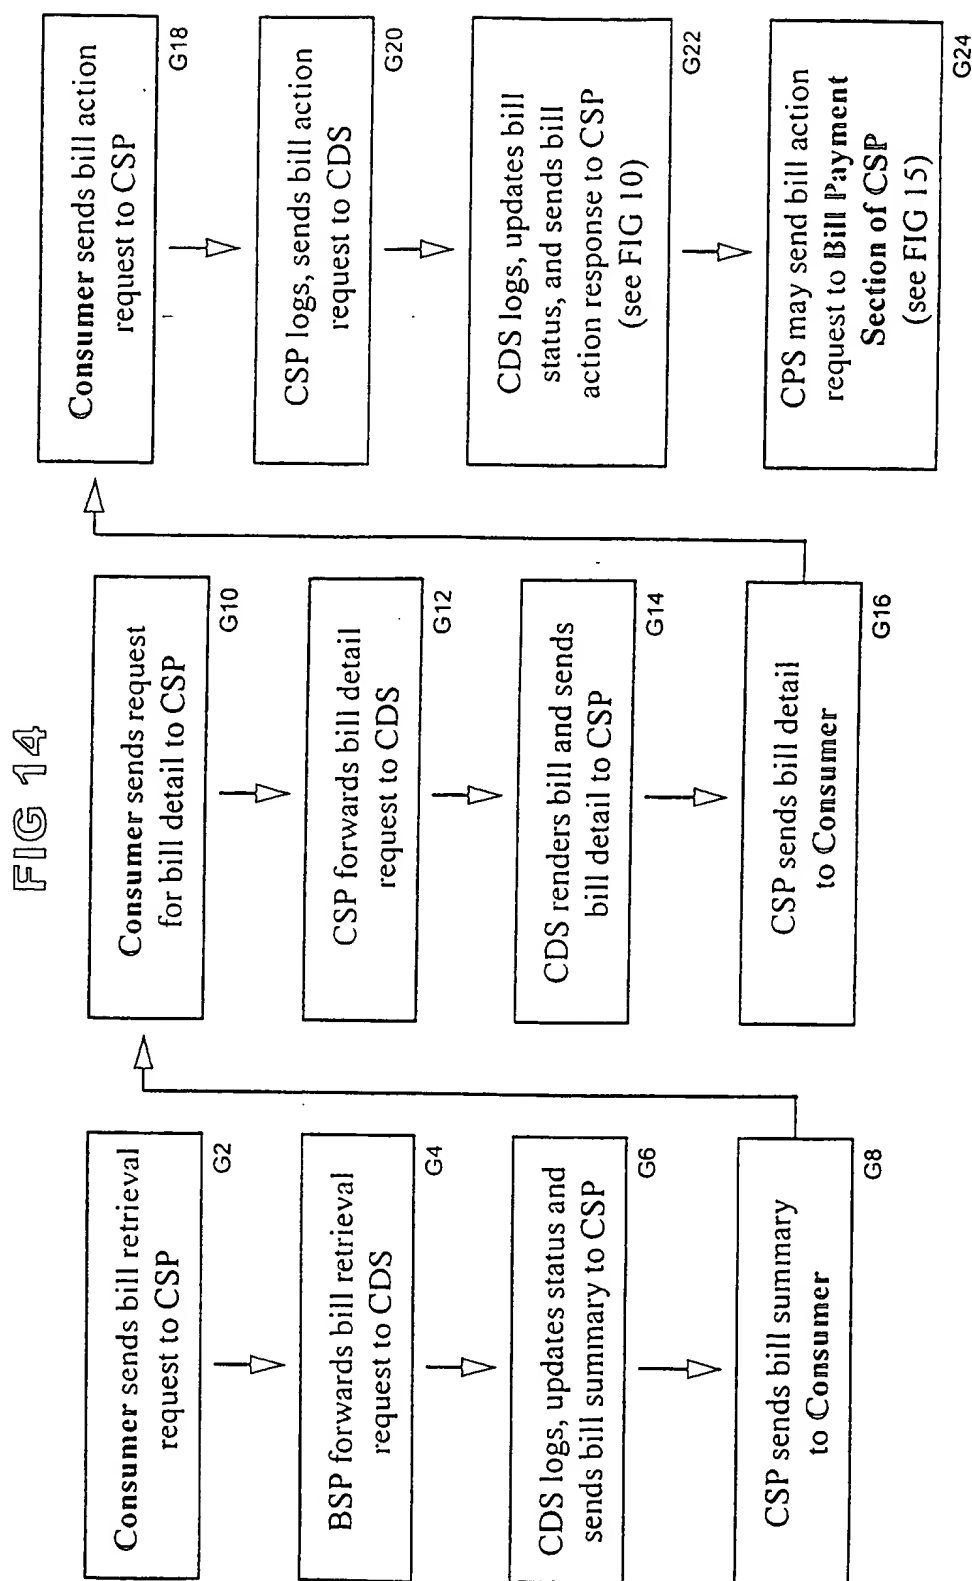 FIG 14
Consumer sends bill retrieval
request to CSP
G2
BSP forwards bill retrieval
request to CDS
G4
CDS logs, updates status and
sends bill summary to CSP
G6
CSP sends bill summary
to Consumer
G8
Consumer sends request
for bill detail to CSP
G10
CSP forwards bill detail
request to CDS
G12
CDS renders bill and sends
bill detail to CSP
G14
CSP sends bill detail
to Consumer
G16
Consumer sends bill action
request to CSP
G18
CSP logs, sends bill action
request to CDS
G20
CDS logs, updates bill
status, and sends bill
action response to CSP
(see FIG 10)
G22
CPS may send bill action
request to Bill Payment
Section of CSP
(see FIG 15)
G24